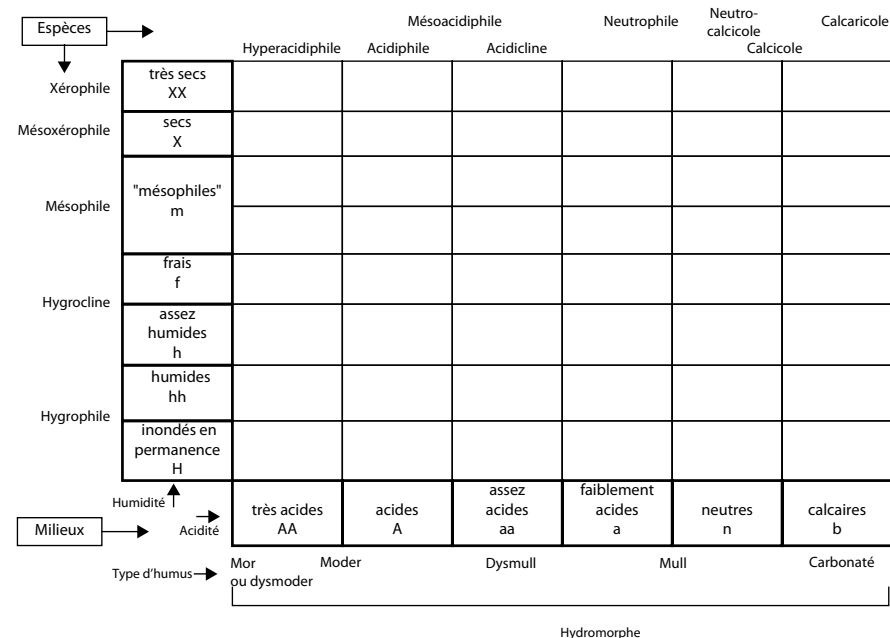 Espèces
Mésoacidiphile
Neutrophile
Neutro-
calcicole
Calcaricole
Hyperacidiphile
Acidiphile
Acidicline
Calcicole
Xérophile
très secs
XX
Mésoxérophile
secs
X
Mésophile
"mésophiles"
m
Hygrocline
frais
f
assez
humides
h
Hygrophile
humides
hh
inondés en
permanence
H
Humidité
Milieux
Acidité
très acides
AA
acides
A
assez
acides
aa
faiblement
acides
a
neutres
n
calcaires
b
Type d'humus
Mor
ou dysmoder
Moder
Dysmull
Mull
Carbonaté
Hydromorphe